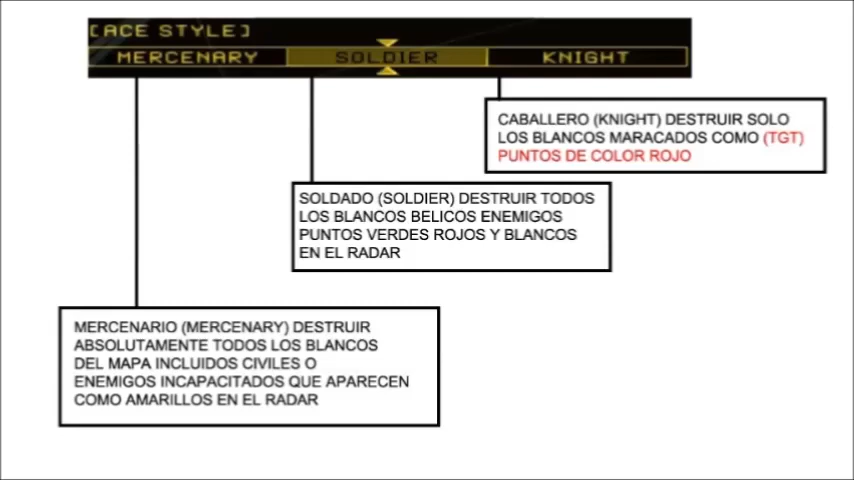 [ACE STYLE]
MERCENARY SOLDIER KNIGHT
CABALLERO (KNIGHT) DESTRUIR SOLO
LOS BLANCOS MARACADOS COMO (TGT)
PUNTOS DE COLOR ROJO
SOLDADO (SOLDIER) DESTRUIR TODOS
LOS BLANCOS BELICOS ENEMIGOS
PUNTOS VERDES ROJOS Y BLANCOS
EN EL RADAR
MERCENARIO (MERCENARY) DESTRUIR
ABSOLUTAMENTE TODOS LOS BLANCOS
DEL MAPA INCLUIDOS CIVILES O
ENEMIGOS INCAPACITADOS QUE APARECEN
COMO AMARILLOS EN EL RADAR